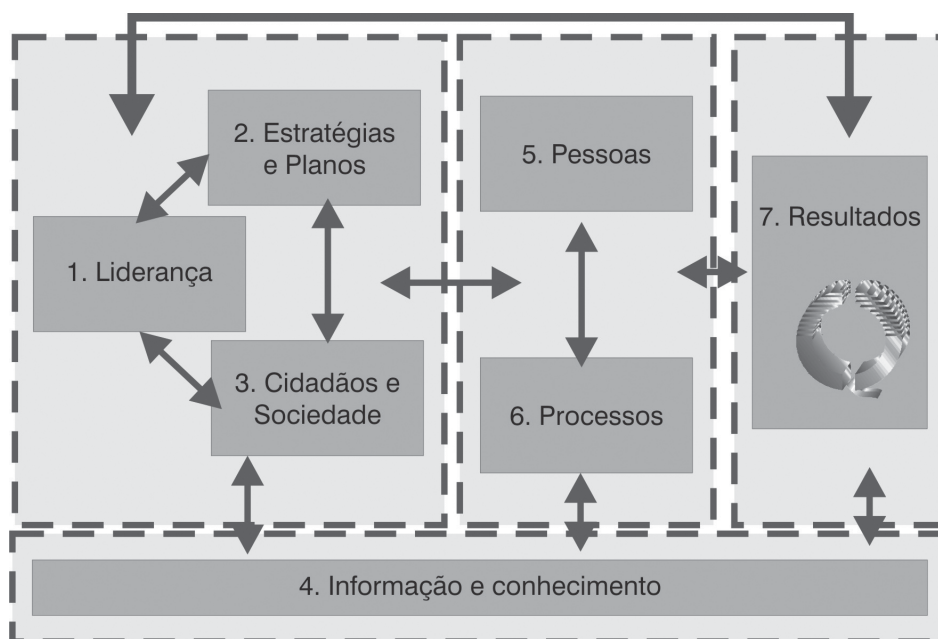 1. Liderança
2. Estratégias
e Planos
3. Cidadãos e
Sociedade
4. Informação e conhecimento
5. Pessoas
6. Processos
7. Resultados